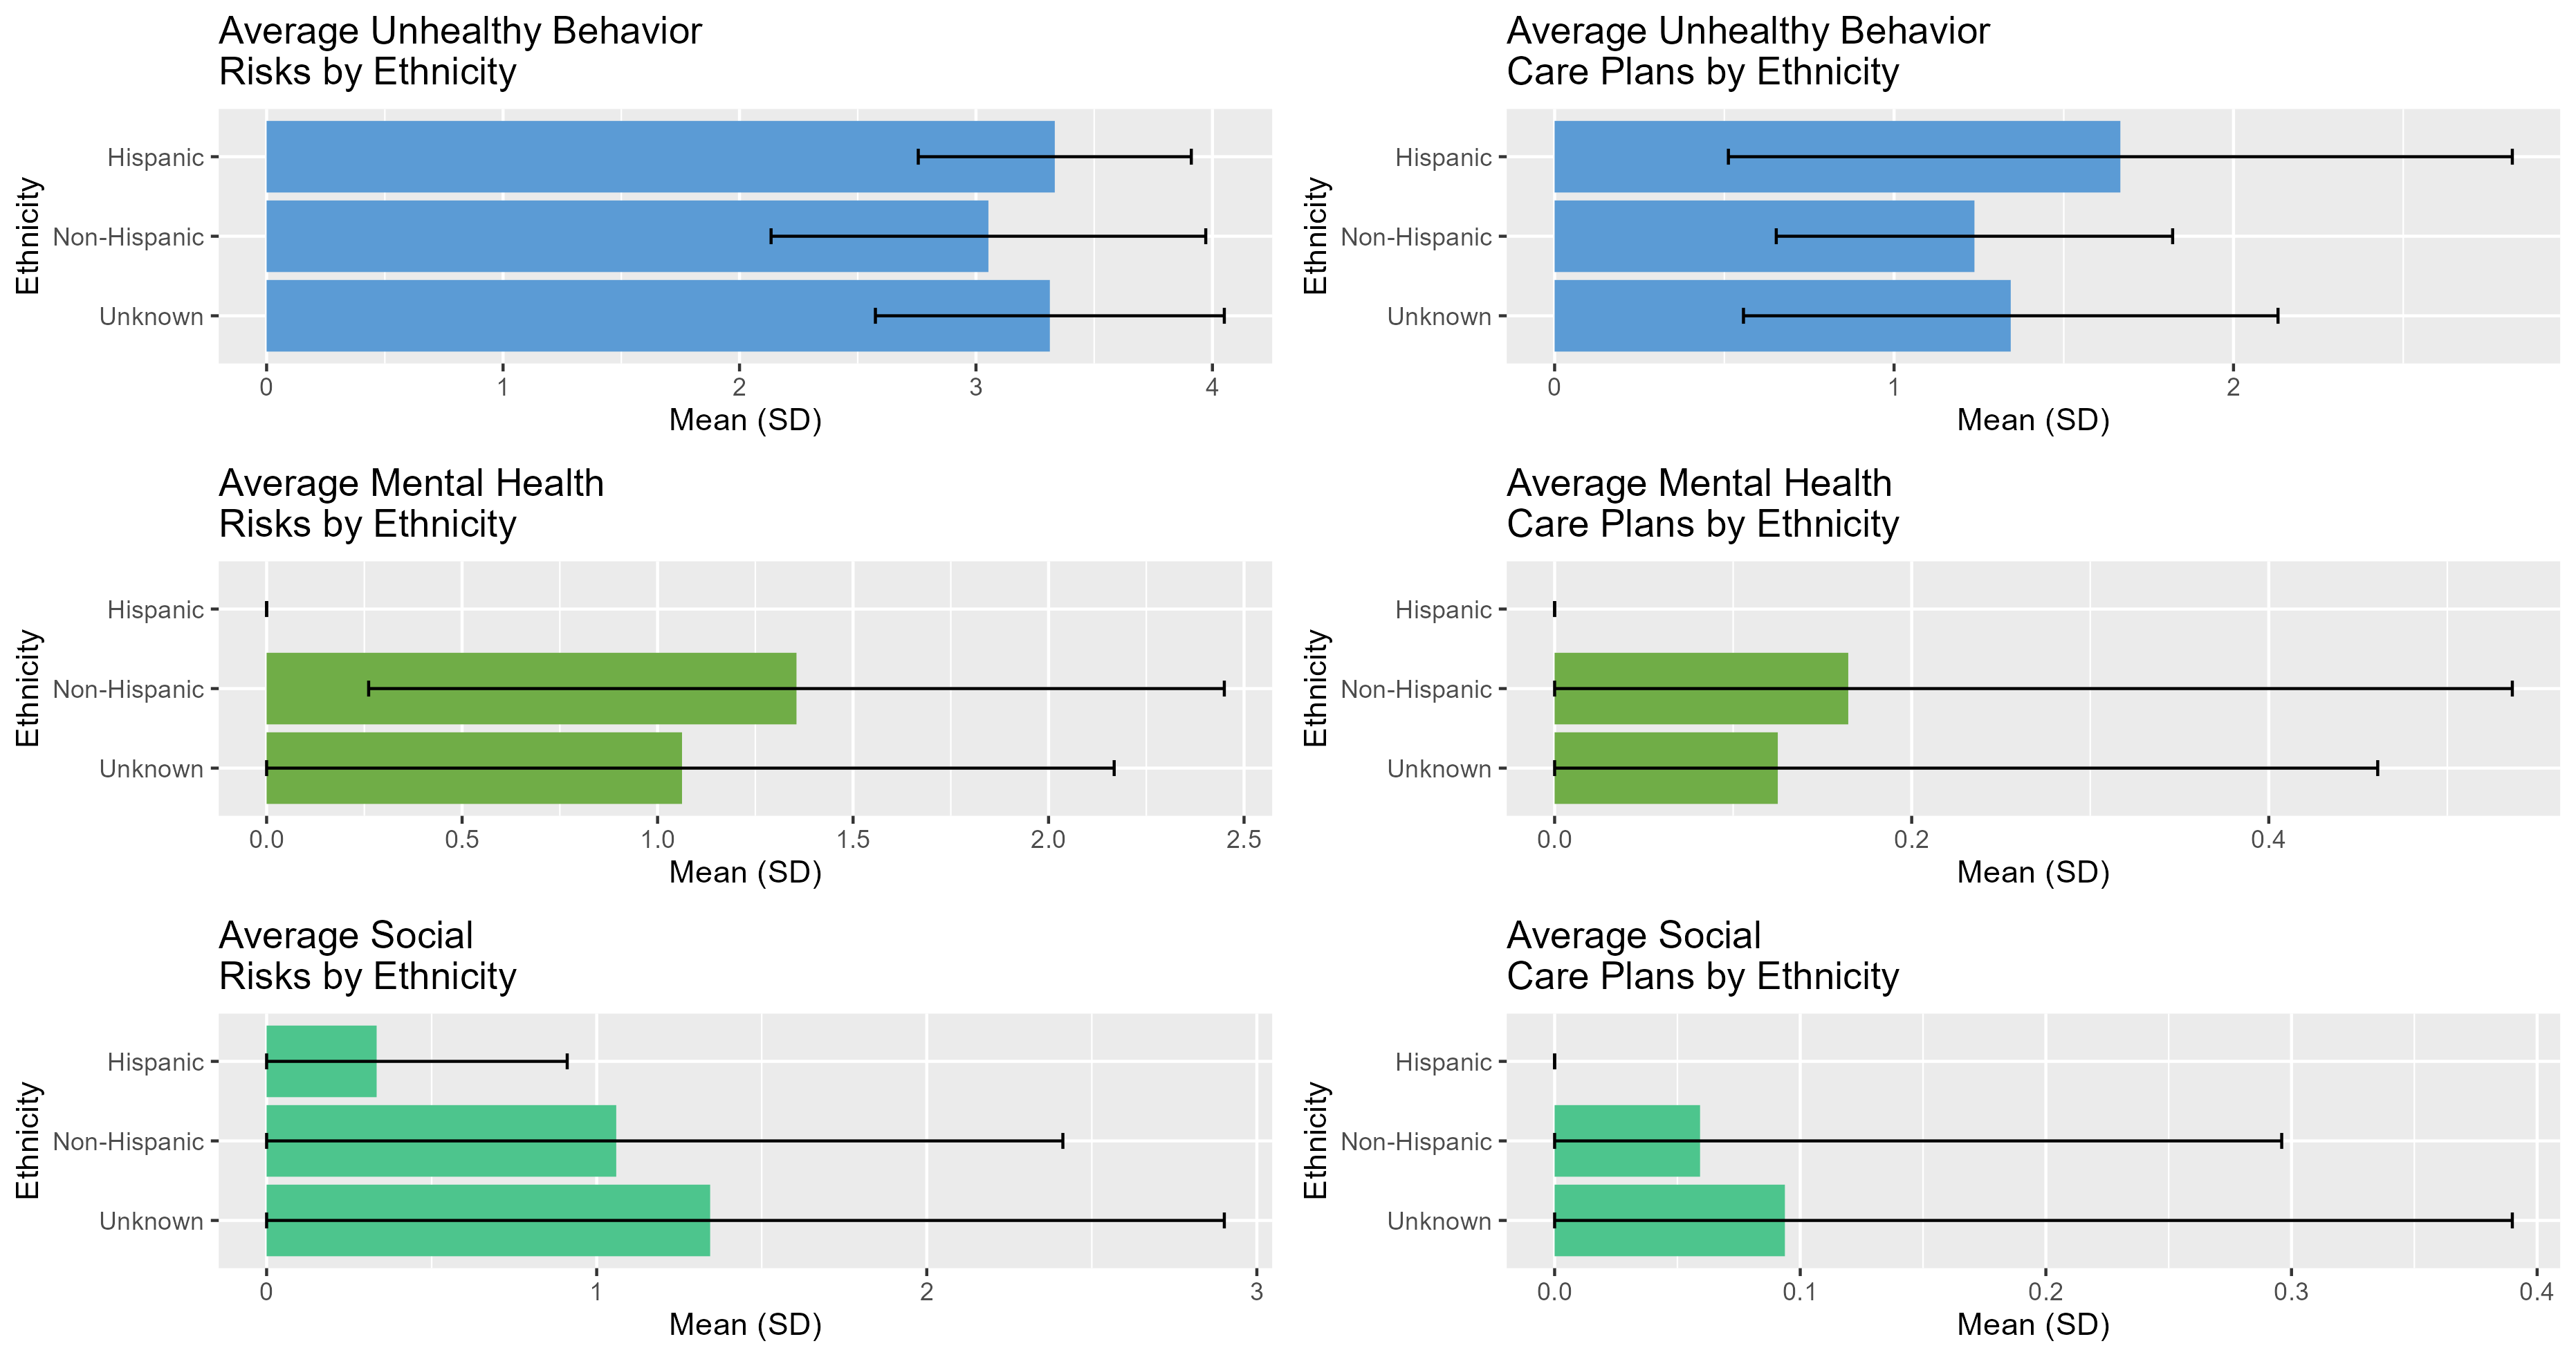 Average Unhealthy Behavior
Risks by Ethnicity
Ethnicity
Hispanic
Non-Hispanic
Unknown
0 1 2 3 4
Mean (SD)
Average Unhealthy Behavior
Care Plans by Ethnicity
Ethnicity
Hispanic
Non-Hispanic
Unknown
0 1 2
Mean (SD)
Average Mental Health
Risks by Ethnicity
Ethnicity
Hispanic
Non-Hispanic
Unknown
0.0 0.5 1.0 1.5 2.0 2.5
Mean (SD)
Average Mental Health
Care Plans by Ethnicity
Ethnicity
Hispanic
Non-Hispanic
Unknown
0.0 0.2 0.4
Mean (SD)
Average Social
Risks by Ethnicity
Ethnicity
Hispanic
Non-Hispanic
Unknown
0 1 2 3
Mean (SD)
Average Social
Care Plans by Ethnicity
Ethnicity
Hispanic
Non-Hispanic
Unknown
0.0 0.1 0.2 0.3 0.4
Mean (SD)